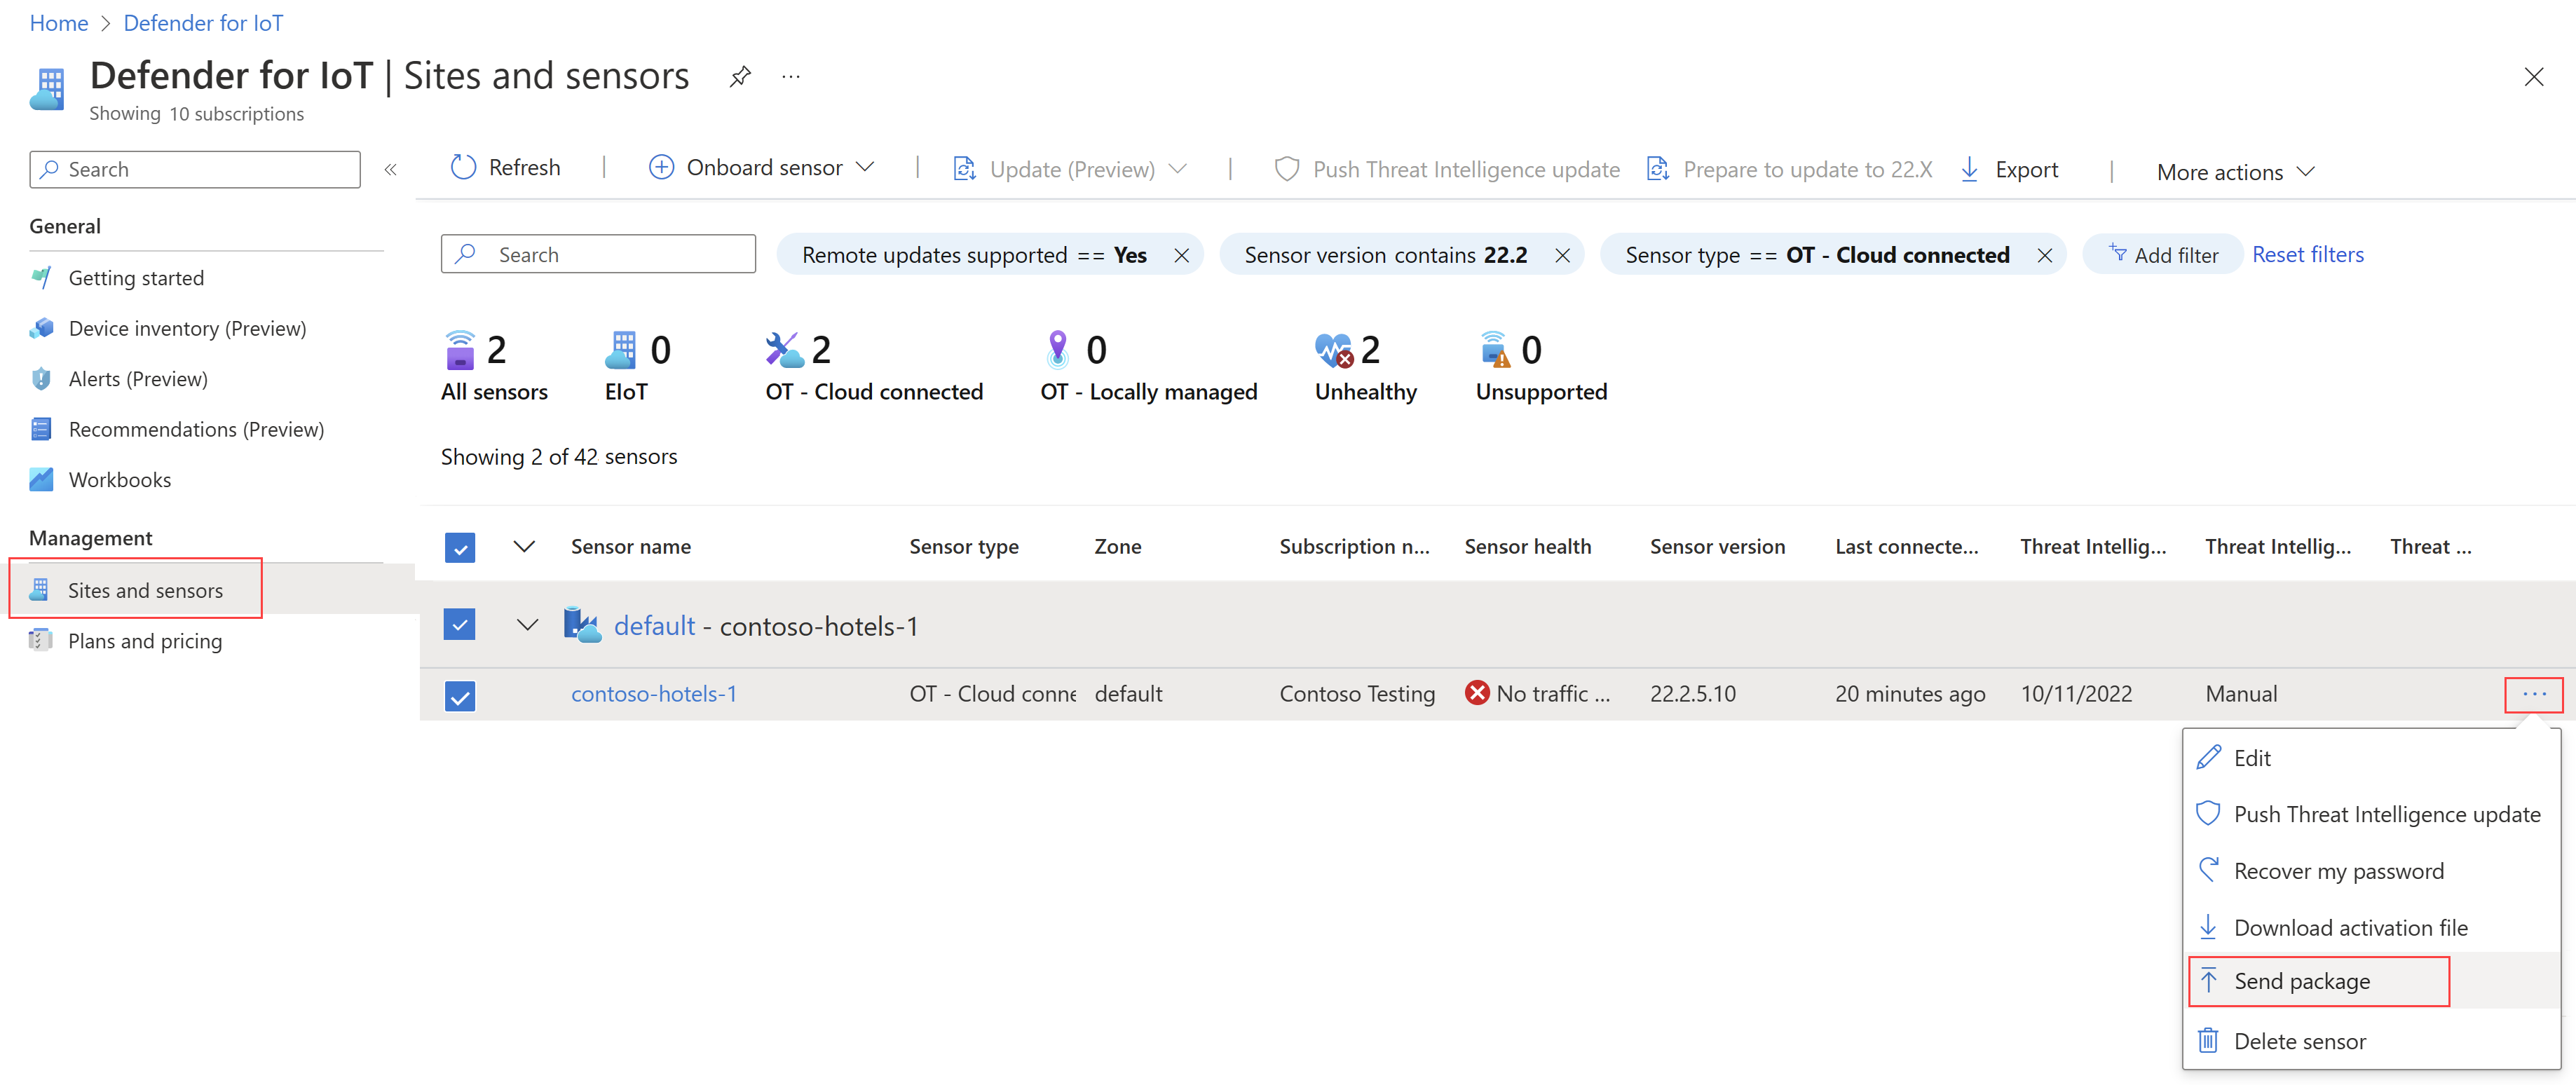 Home > Defender for IoT
Defender for IoT | Sites and sensors ...
Showing 10 subscriptions
Search «
Refresh | Onboard sensor | Update (Preview) | Push Threat Intelligence update Prepare to update to 22.X Export | More actions
General
Getting started
Device inventory (Preview)
Alerts (Preview)
Recommendations (Preview)
Workbooks
Management
Sites and sensors
Plans and pricing
Search Remote updates supported == Yes Sensor version contains 22.2 Sensor type == OT - Cloud connected Add filter Reset filters
2 0 2 0 2 0
All sensors EIoT OT - Cloud connected OT - Locally managed Unhealthy Unsupported
Showing 2 of 42 sensors
Sensor name Sensor type Zone Subscription n... Sensor health Sensor version Last connecte... Threat Intellig... Threat Intellig... Threat ...
default - contoso-hotels-1
contoso-hotels-1 OT - Cloud conne default Contoso Testing No traffic ... 22.2.5.10 20 minutes ago 10/11/2022 Manual ...
Edit
Push Threat Intelligence update
Recover my password
Download activation file
Send package
Delete sensor